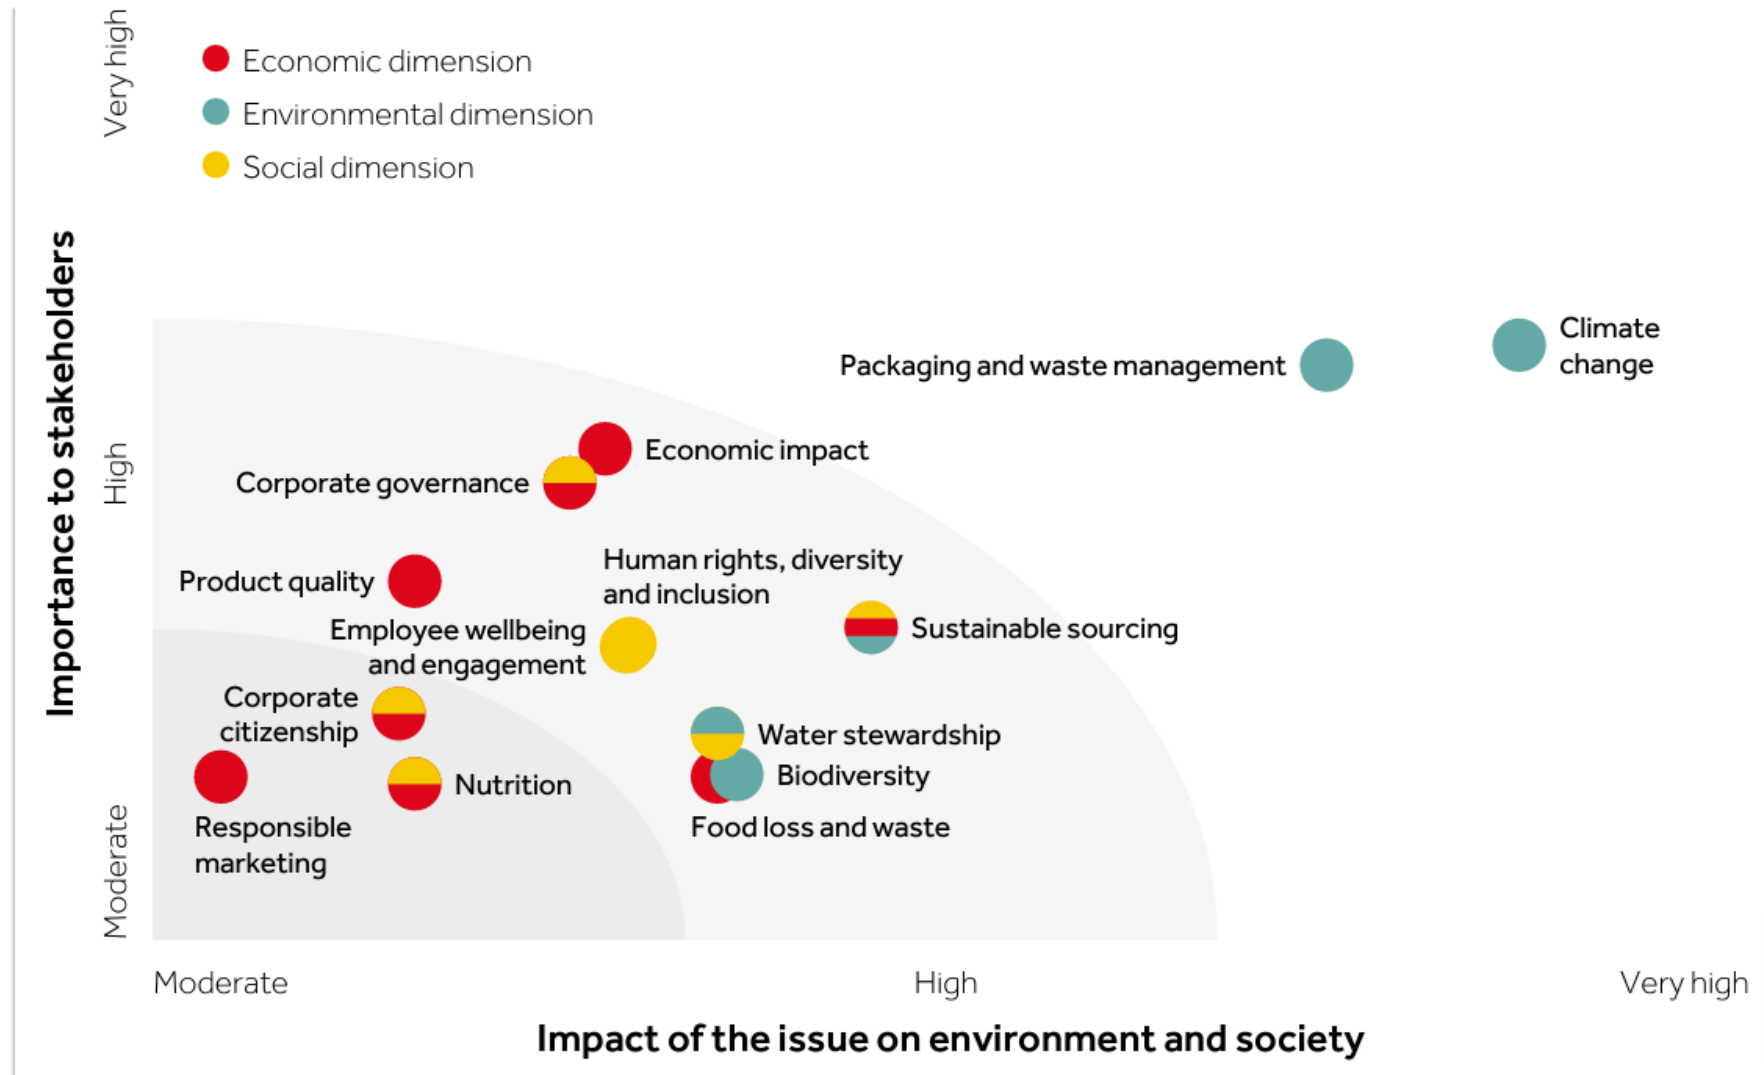 Very high
Economic dimension
Environmental dimension
Social dimension
Importance to stakeholders
Climate
change
Packaging and waste management
Economic impact
High
Corporate governance
Human rights, diversity
and inclusion
Product quality
Employee wellbeing
and engagement
Sustainable sourcing
Corporate
citizenship
Water stewardship
Biodiversity
Nutrition
Responsible
marketing
Food loss and waste
Moderate
Moderate
High
Very high
Impact of the issue on environment and society